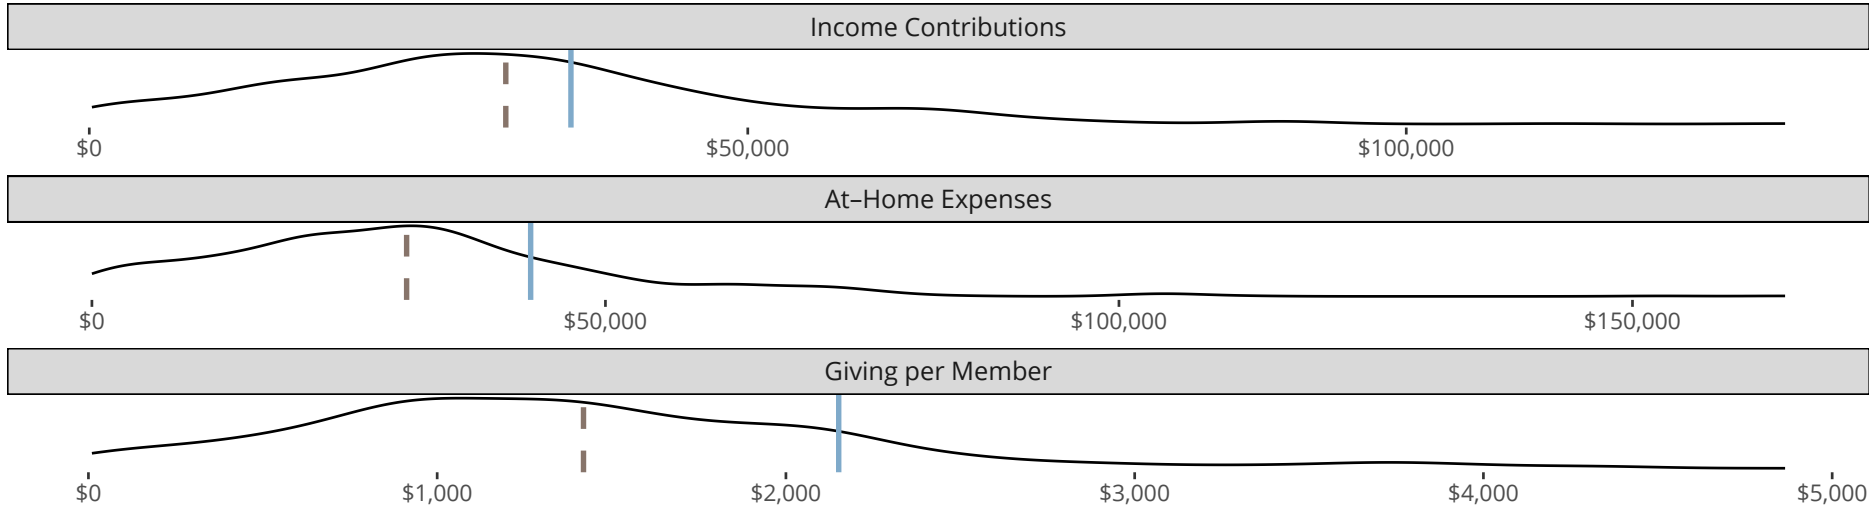 Income Contributions
$0 $50,000 $100,000
At–Home Expenses
$0 $50,000 $100,000 $150,000
Giving per Member
$0 $1,000 $2,000 $3,000 $4,000 $5,000